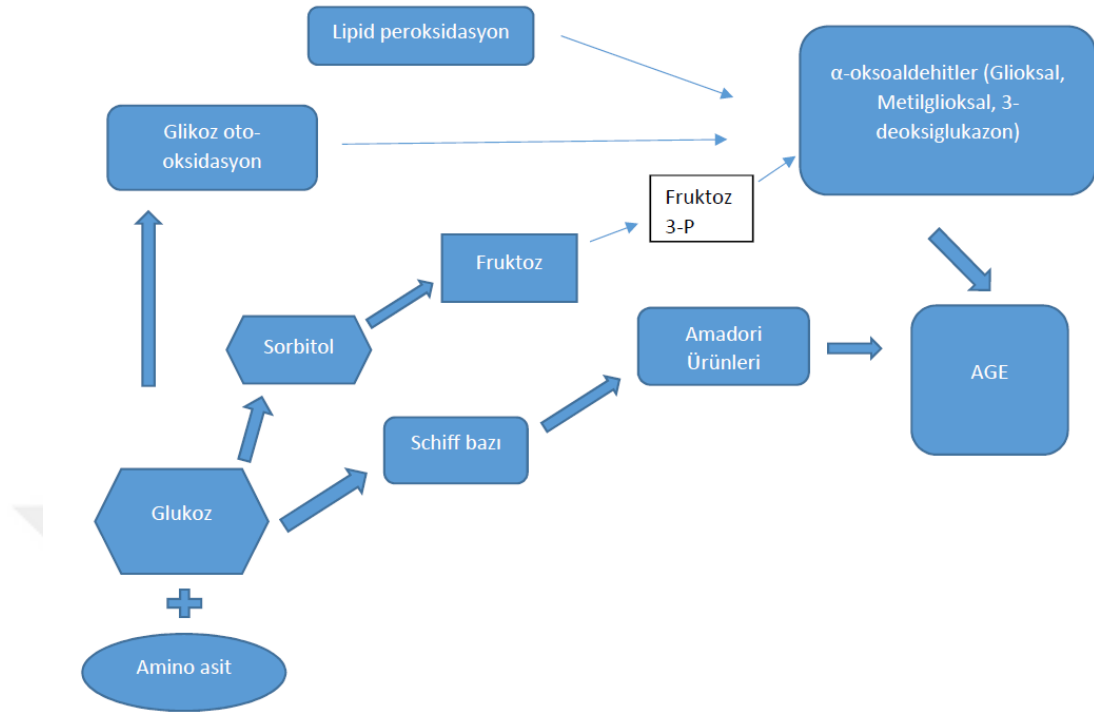 Lipid peroksidasyon
α-oksoaldehitler (Glioksal,
Metilglioksal, 3-
deoksiglukazon)
Glikoz oto-
oksidasyon
Fruktoz
3-P
Fruktoz
Sorbitol
Amadori
Ürünleri
AGE
Schiff bazı
Glukoz
Amino asit